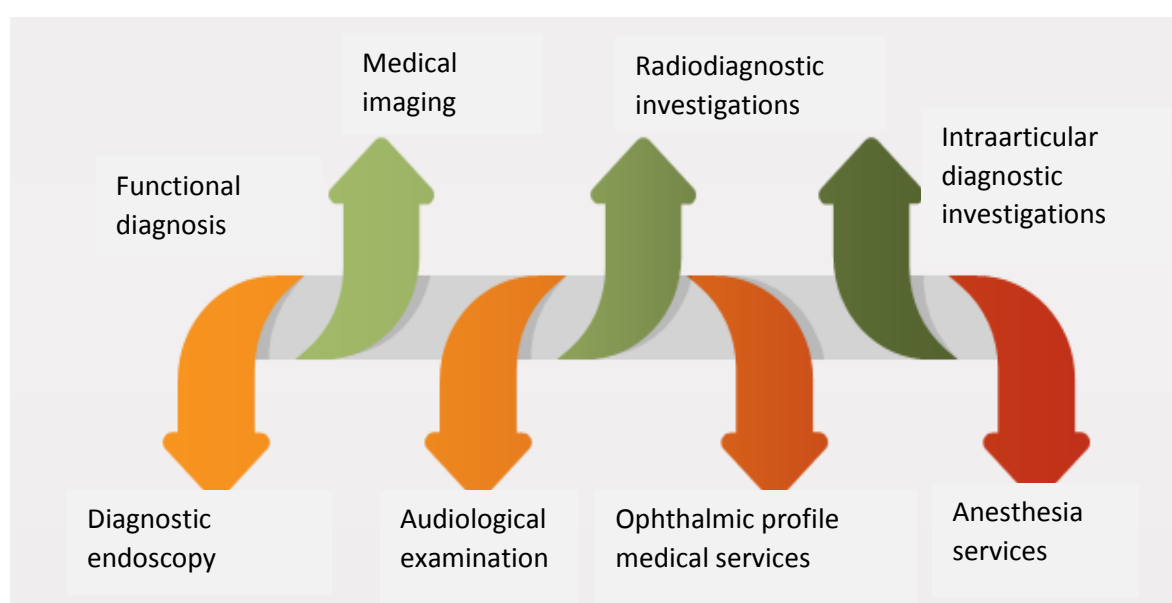 Medical
imaging
Radiodiagnostic
investigations
Intraarticular
diagnostic
investigations
Functional
diagnosis
Diagnostic
endoscopy
Audiological
examination
Ophthalmic profile
medical services
Anesthesia
services